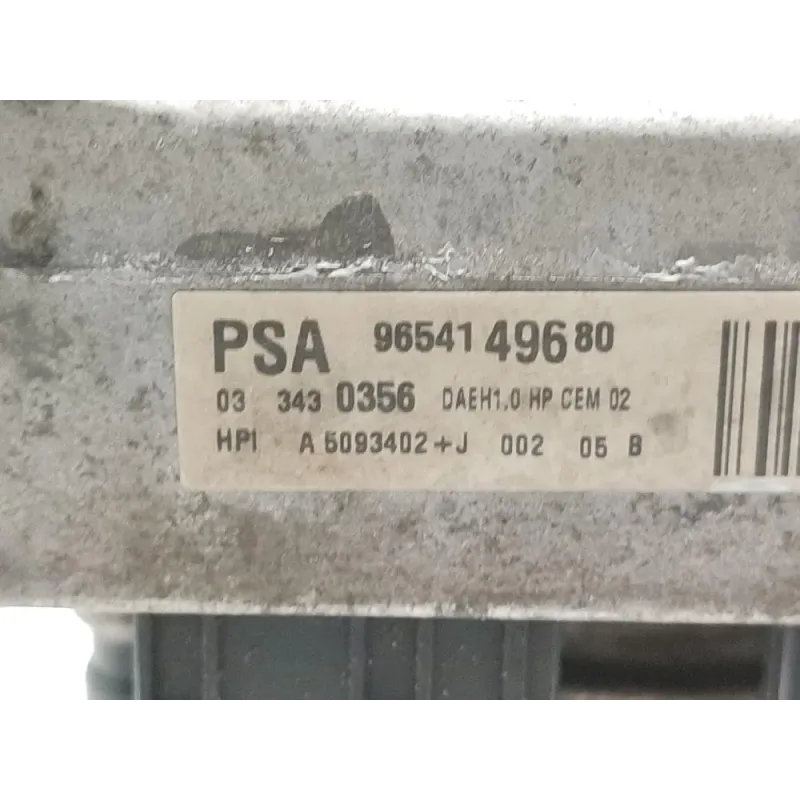 PSA 9654149680
03 343 0356 DAEH1.0 HP CEM 02
HPI A 5093402+J 002 05 B